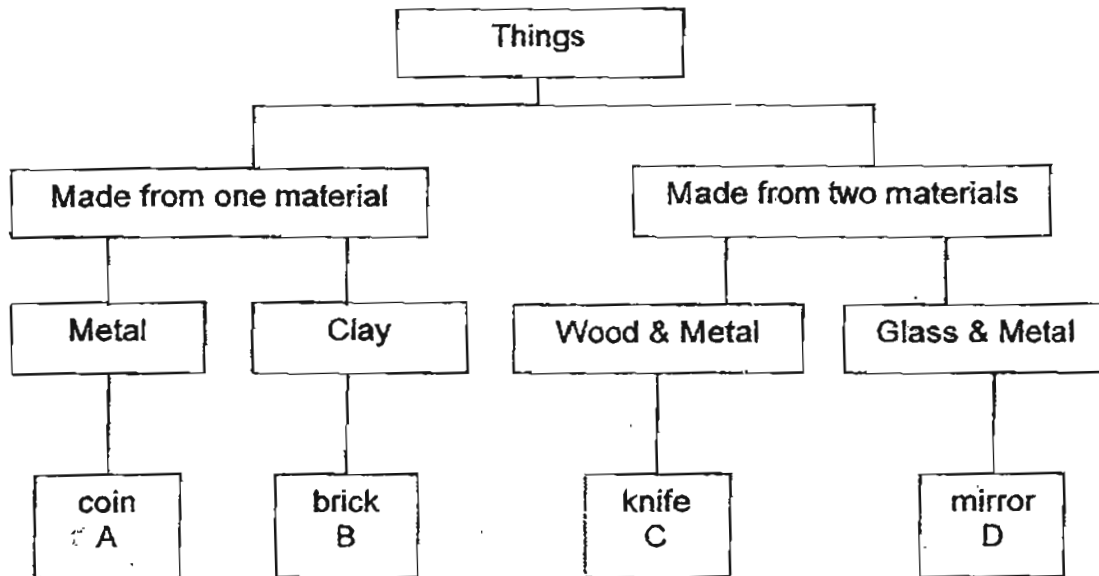 Things
Made from one material
Made from two materials
Metal
Clay
Wood & Metal
Glass & Metal
coin
A
brick
B
knife
C
mirror
D